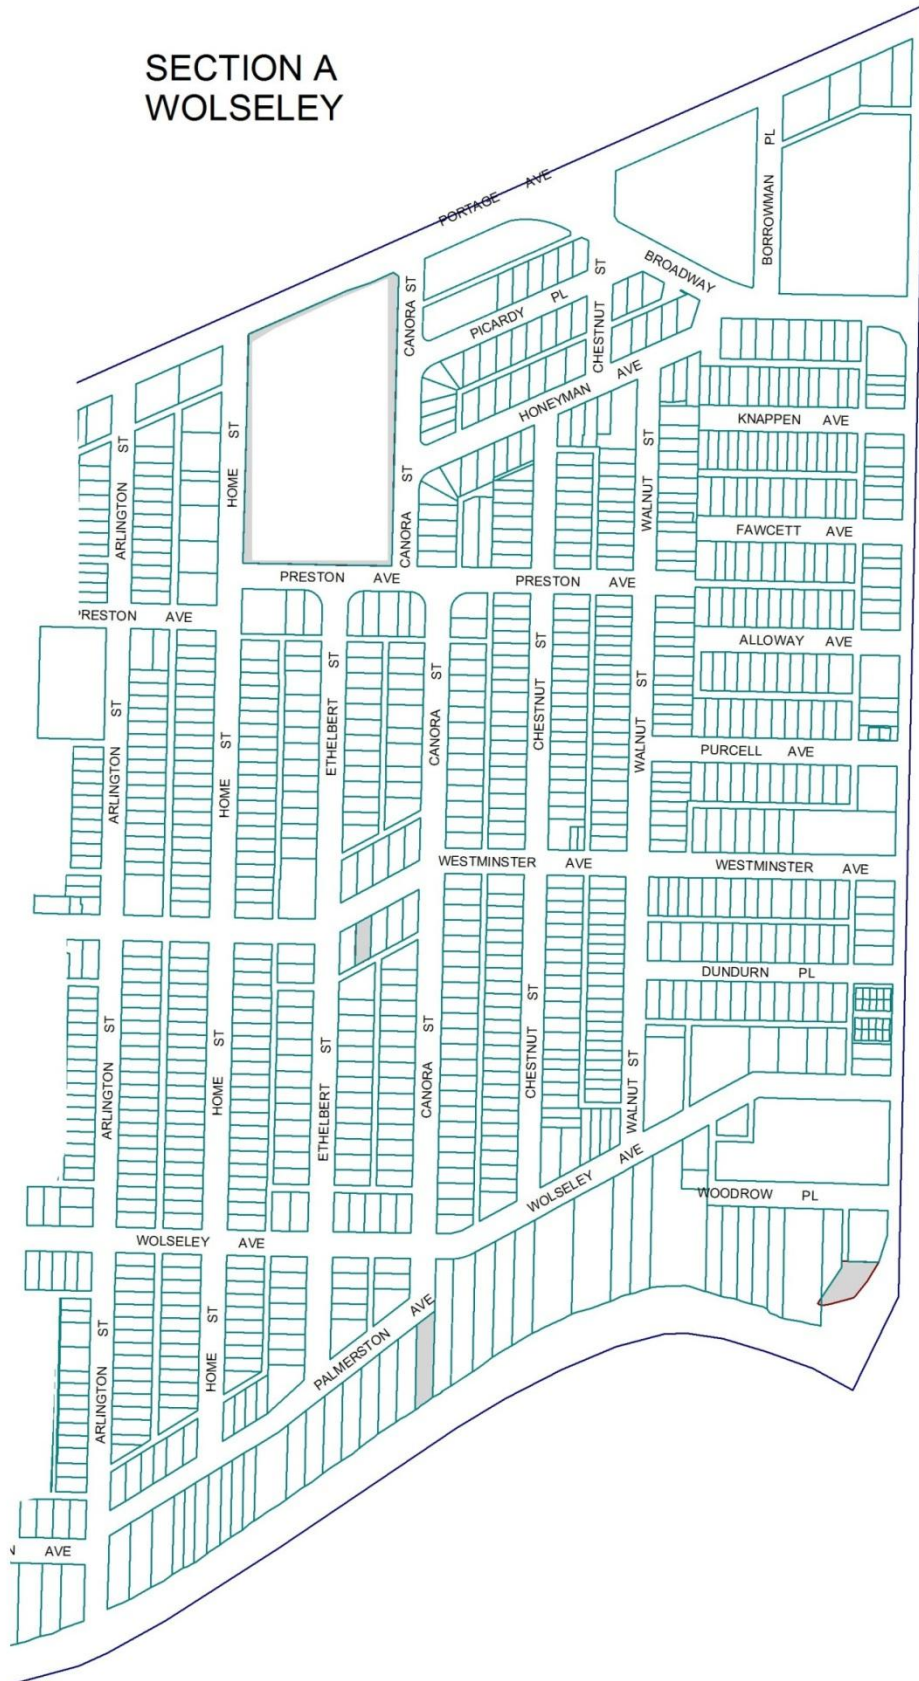 SECTION A
WOLSELEY
PORTAGE AVE
BORROWMAN PL
BROADWAY
CANORA ST
PICARDY PL
CHESTNUT ST
HONEYMAN AVE
KNAPPEN AVE
ARLINGTON ST
HOME ST
CANORA ST
WALNUT ST
FAWCETT AVE
PRESTON AVE
PRESTON AVE
PRESTON AVE
ALLOWAY AVE
ARLINGTON ST
HOME ST
ETHELBERT ST
CANORA ST
CHESTNUT ST
WALNUT ST
PURCELL AVE
WESTMINSTER AVE
WESTMINSTER AVE
DUNDURN PL
ARLINGTON ST
HOME ST
ETHELBERT ST
CANORA ST
CHESTNUT ST
WALNUT ST
WOLSELEY AVE
WOODROW PL
WOLSELEY AVE
ARLINGTON ST
HOME ST
PALMERSTON AVE
N AVE